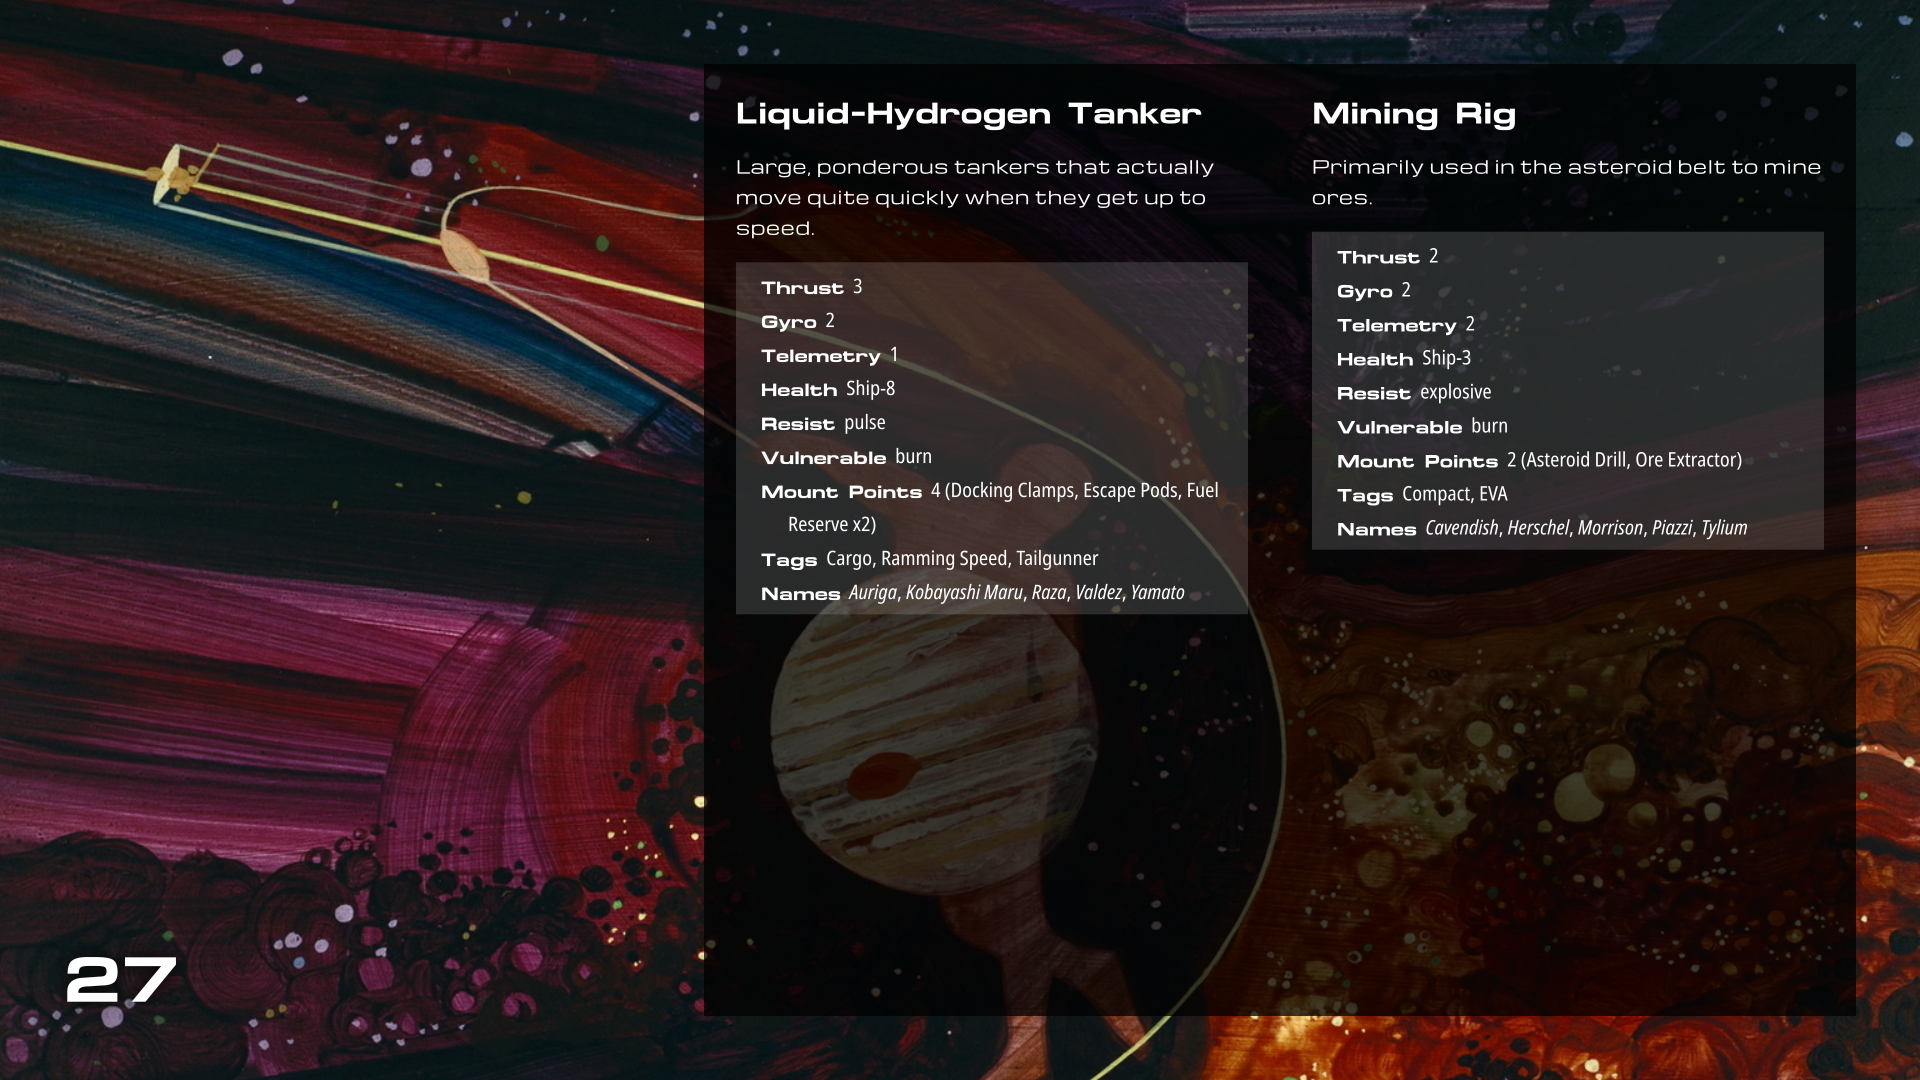 Liquid-Hydrogen Tanker
Large, ponderous tankers that actually
move quite quickly when they get up to
speed.
Thrust 3
Gyro 2
Telemetry 1
Health Ship-8
Resist pulse
Vulnerable burn
Mount Points 4 (Docking Clamps, Escape Pods, Fuel
Reserve x2)
Tags Cargo, Ramming Speed, Tailgunner
Names Auriga, Kobayashi Maru, Raza, Valdez, Yamato
Mining Rig
Primarily used in the asteroid belt to mine
ores.
Thrust 2
Gyro 2
Telemetry 2
Health Ship-3
Resist explosive
Vulnerable burn
Mount Points 2 (Asteroid Drill, Ore Extractor)
Tags Compact, EVA
Names Cavendish, Herschel, Morrison, Piazzi, Tylium
27